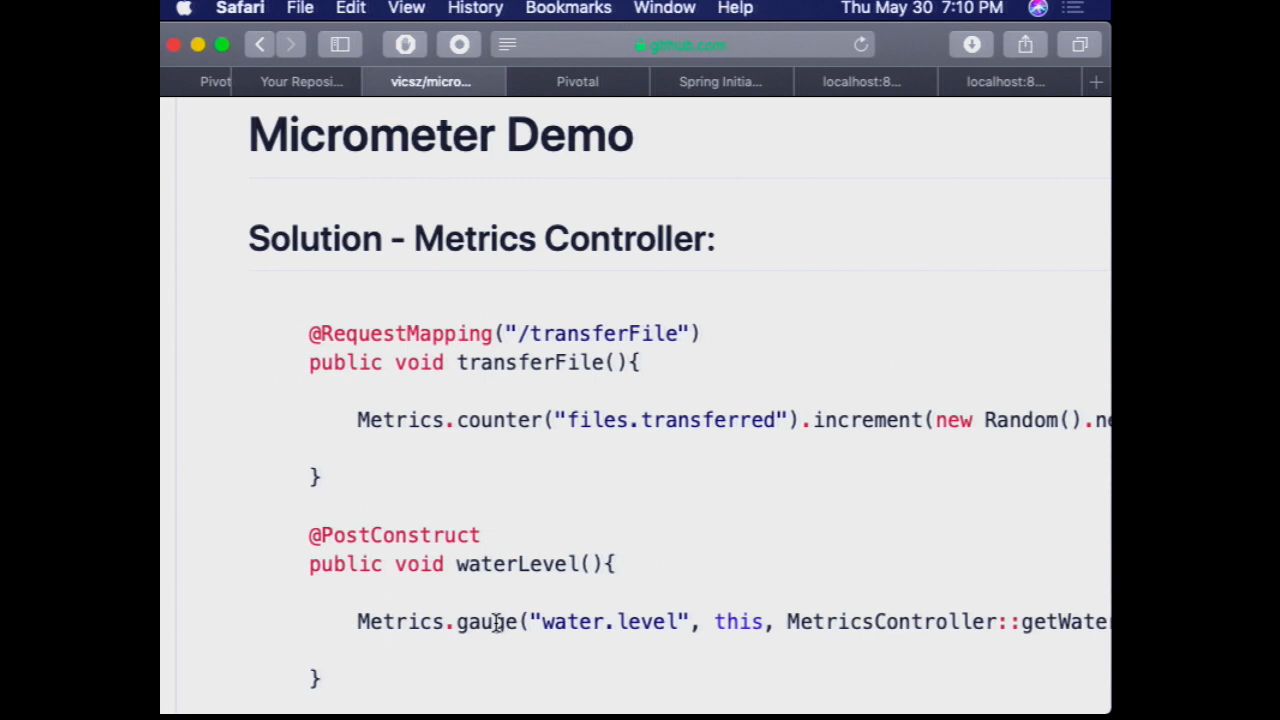 Safari File Edit View History Bookmarks Window Help Thu May 30 7:10 PM
github.com
Pivot Your Reposi... vicsz/micro... Pivotal Spring Initia... localhost:8... localhost:8... +
Micrometer Demo
Solution - Metrics Controller:
@RequestMapping("/transferFile")
public void transferFile(){
Metrics.counter("files.transferred").increment(new Random().ne
}
@PostConstruct
public void waterLevel(){
Metrics.gauge("water.level", this, MetricsController::getWater
}